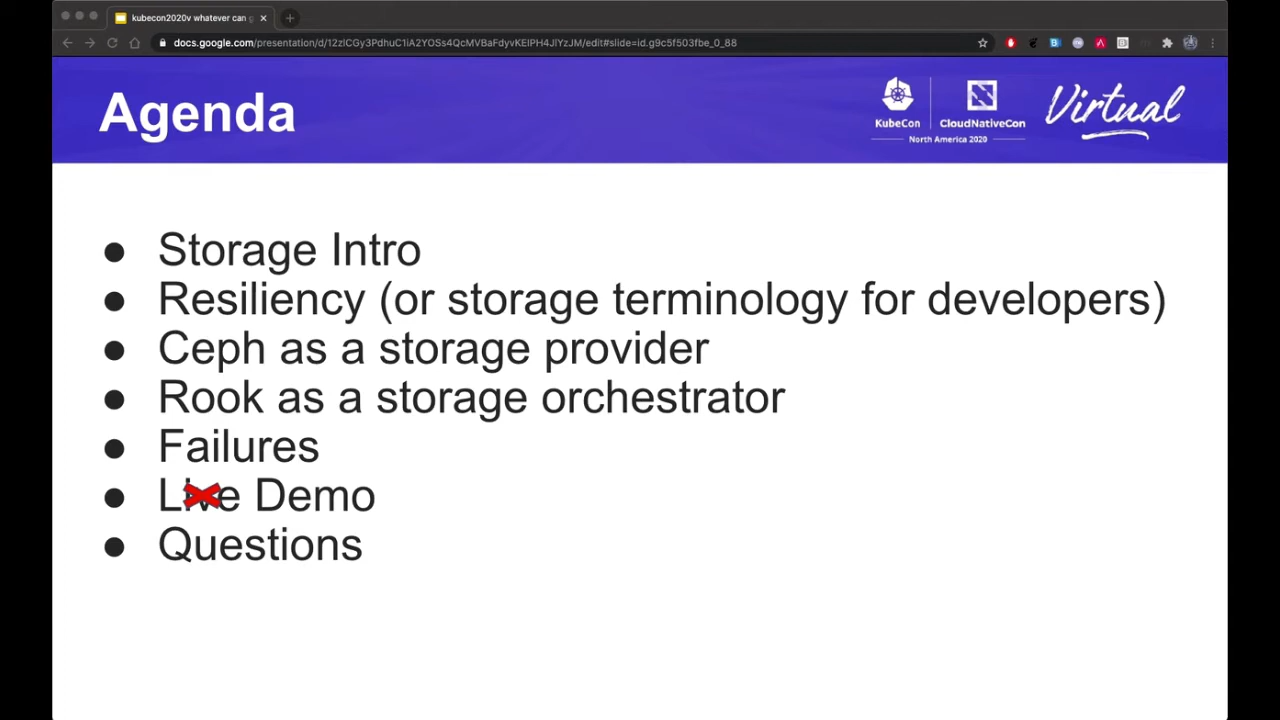 kubecon2020v whatever can g
docs.google.com/presentation/d/12zlCGy3PdhuC1iA2YOSs4QcMVBaFdyvKEIPH4JIYzJM/edit#slide=id.g9c5f503fbe_0_88
Agenda
KubeCon
CloudNativeCon
North America 2020
Virtual
● Storage Intro
● Resiliency (or storage terminology for developers)
● Ceph as a storage provider
● Rook as a storage orchestrator
● Failures
● Live Demo
● Questions